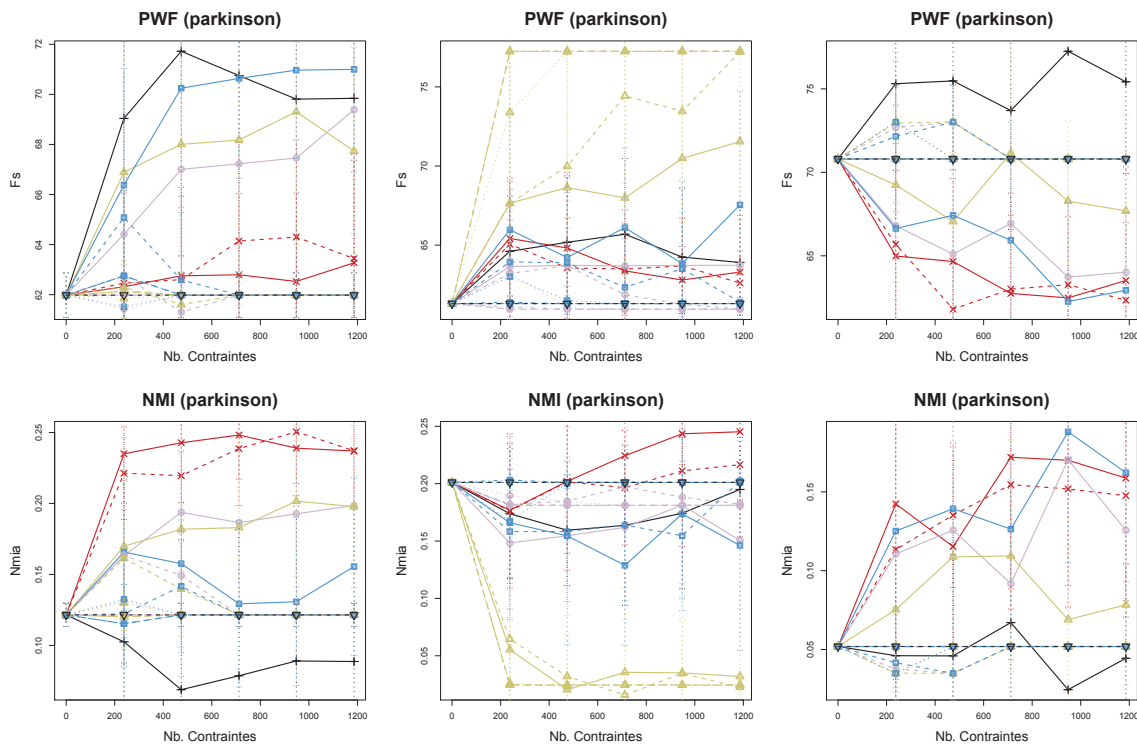 PWF (parkinson)
Fs
62
64
66
68
70
72
0 200 400 600 800 1000 1200
Nb. Contraintes
PWF (parkinson)
Fs
65
70
75
0 200 400 600 800 1000 1200
Nb. Contraintes
PWF (parkinson)
Fs
65
70
75
0 200 400 600 800 1000 1200
Nb. Contraintes
NMI (parkinson)
Nmia
0.10
0.15
0.20
0.25
0 200 400 600 800 1000 1200
Nb. Contraintes
NMI (parkinson)
Nmia
0.05
0.10
0.15
0.20
0.25
0 200 400 600 800 1000 1200
Nb. Contraintes
NMI (parkinson)
Nmia
0.05
0.10
0.15
0 200 400 600 800 1000 1200
Nb. Contraintes